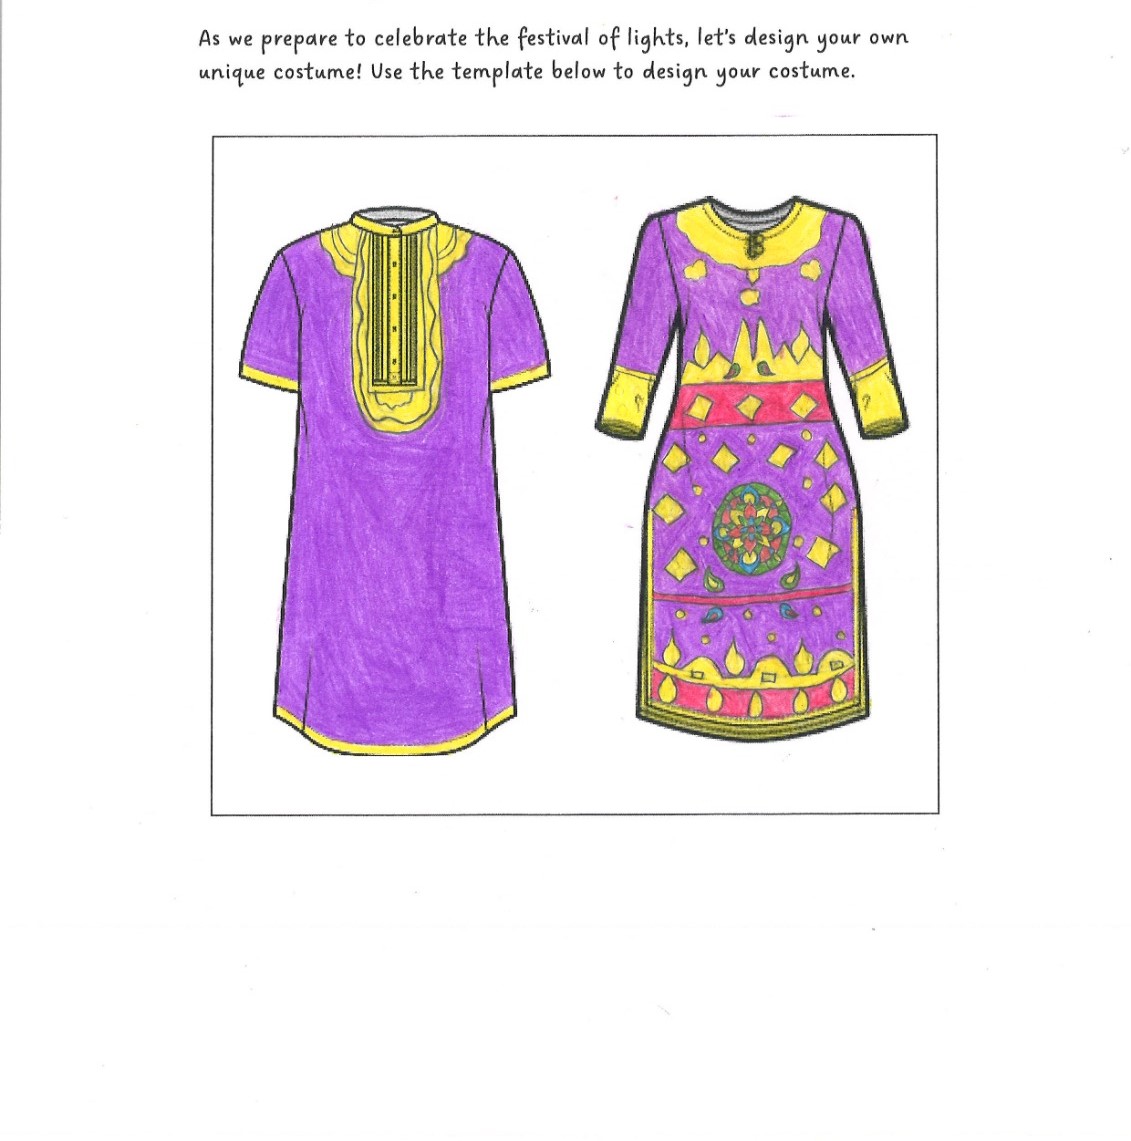 As we prepare to celebrate the festival of lights, let's design your own
unique costume! Use the template below to design your costume.